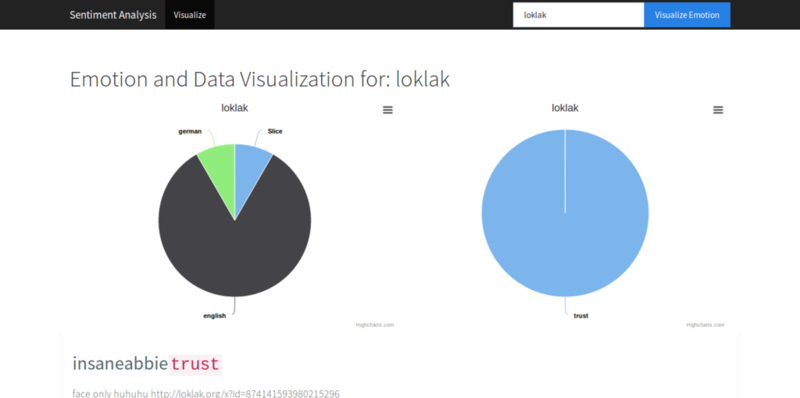 Sentiment Analysis Visualize loklak Visualize Emotion
Emotion and Data Visualization for: loklak
loklak
german
Slice
english
Highcharts.com
loklak
trust
Highcharts.com
insaneabbie trust
face only huhuhu http://loklak.org/x?id=874141593980215296